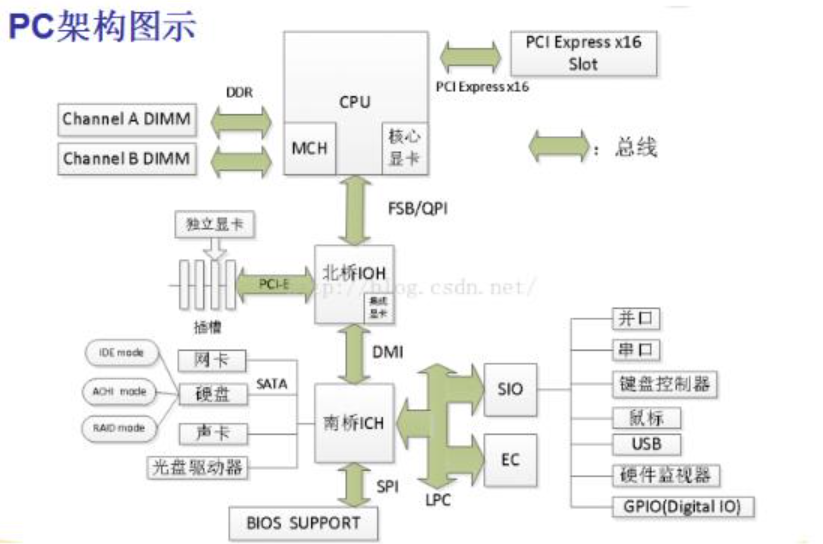 PC架构图示
PCI Express x16
Slot
PCI Express x16
CPU
DDR
Channel A DIMM
Channel B DIMM
MCH
核心
显卡
：总线
FSB/QPI
独立显卡
PCI-E
北桥IOH
集成
显卡
http://blog.csdn.net/
插槽
DMI
IDE mode
ACHI mode
RAID mode
网卡
硬盘
SATA
声卡
光盘驱动器
南桥ICH
SIO
EC
LPC
SPI
BIOS SUPPORT
并口
串口
键盘控制器
鼠标
USB
硬件监视器
GPIO(Digital IO)